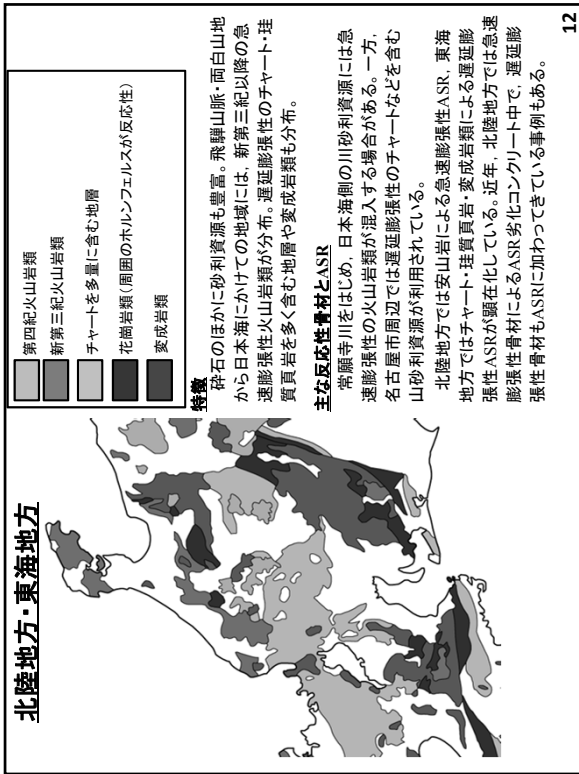 北陸地方・東海地方
第四紀火山岩類
新第三紀火山岩類
チャートを多量に含む地層
花崗岩類(周囲のホルンフェルスが反応性)
変成岩類
特徴
砕石のほかに砂利資源も豊富。飛騨山脈・両白山地
から日本海にかけての地域には，新第三紀以降の急
速膨張性火山岩類が分布。遅延膨張性のチャート・珪
質頁岩を多く含む地層や変成岩類も分布。
主な反応性骨材とASR
常願寺川をはじめ，日本海側の川砂利資源には急
速膨張性の火山岩類が混入する場合がある。一方，
名古屋市周辺では遅延膨張性のチャートなどを含む
山砂利資源が利用されている。
北陸地方では安山岩による急速膨張性ASR，東海
地方ではチャート・珪質頁岩・変成岩類による遅延膨
張性ASRが顕在化している。近年，北陸地方では急速
膨張性骨材によるASR劣化コンクリート中で，遅延膨
張性骨材もASRに加わってきている事例もある。
12